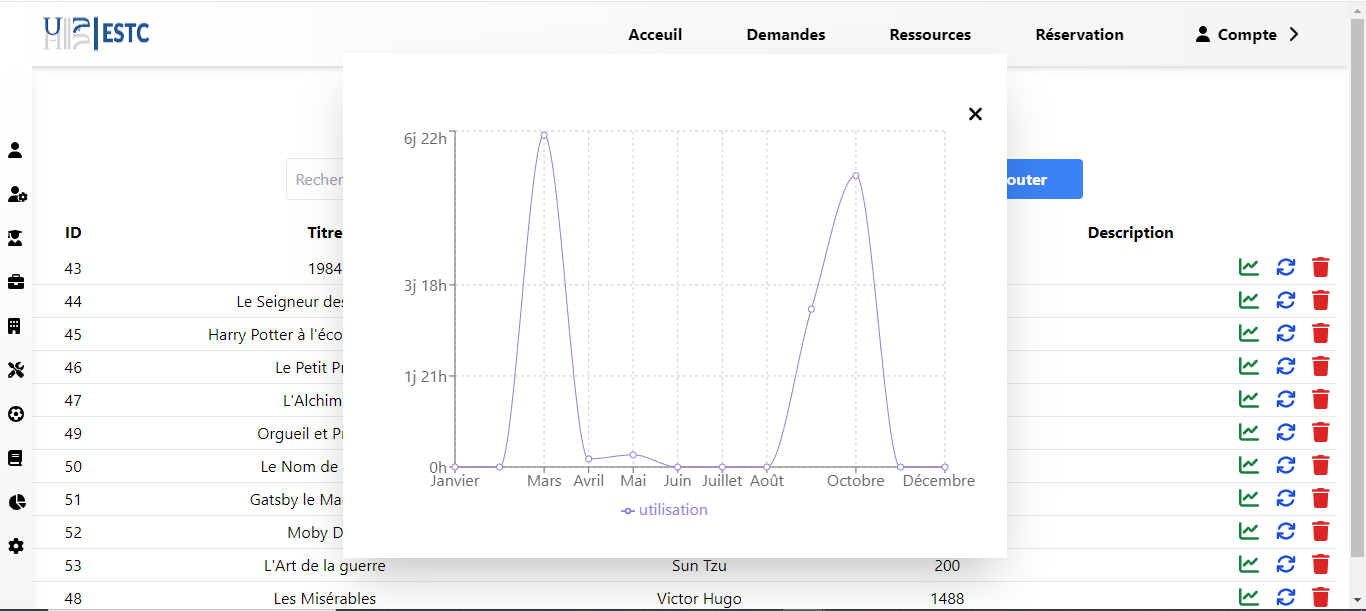 UH ESTC
Acceuil Demandes Ressources Réservation Compte
Recher outer
ID Titre Description
6j 22h
3j 18h
1j 21h
0h
Janvier Mars Avril Mai Juin Juillet Août Octobre Décembre
utilisation
43 1984
44 Le Seigneur des
45 Harry Potter à l'éco
46 Le Petit Pr
47 L'Alchim
49 Orgueil et Pr
50 Le Nom de
51 Gatsby le Ma
52 Moby D
53 L'Art de la guerre Sun Tzu 200
48 Les Misérables Victor Hugo 1488